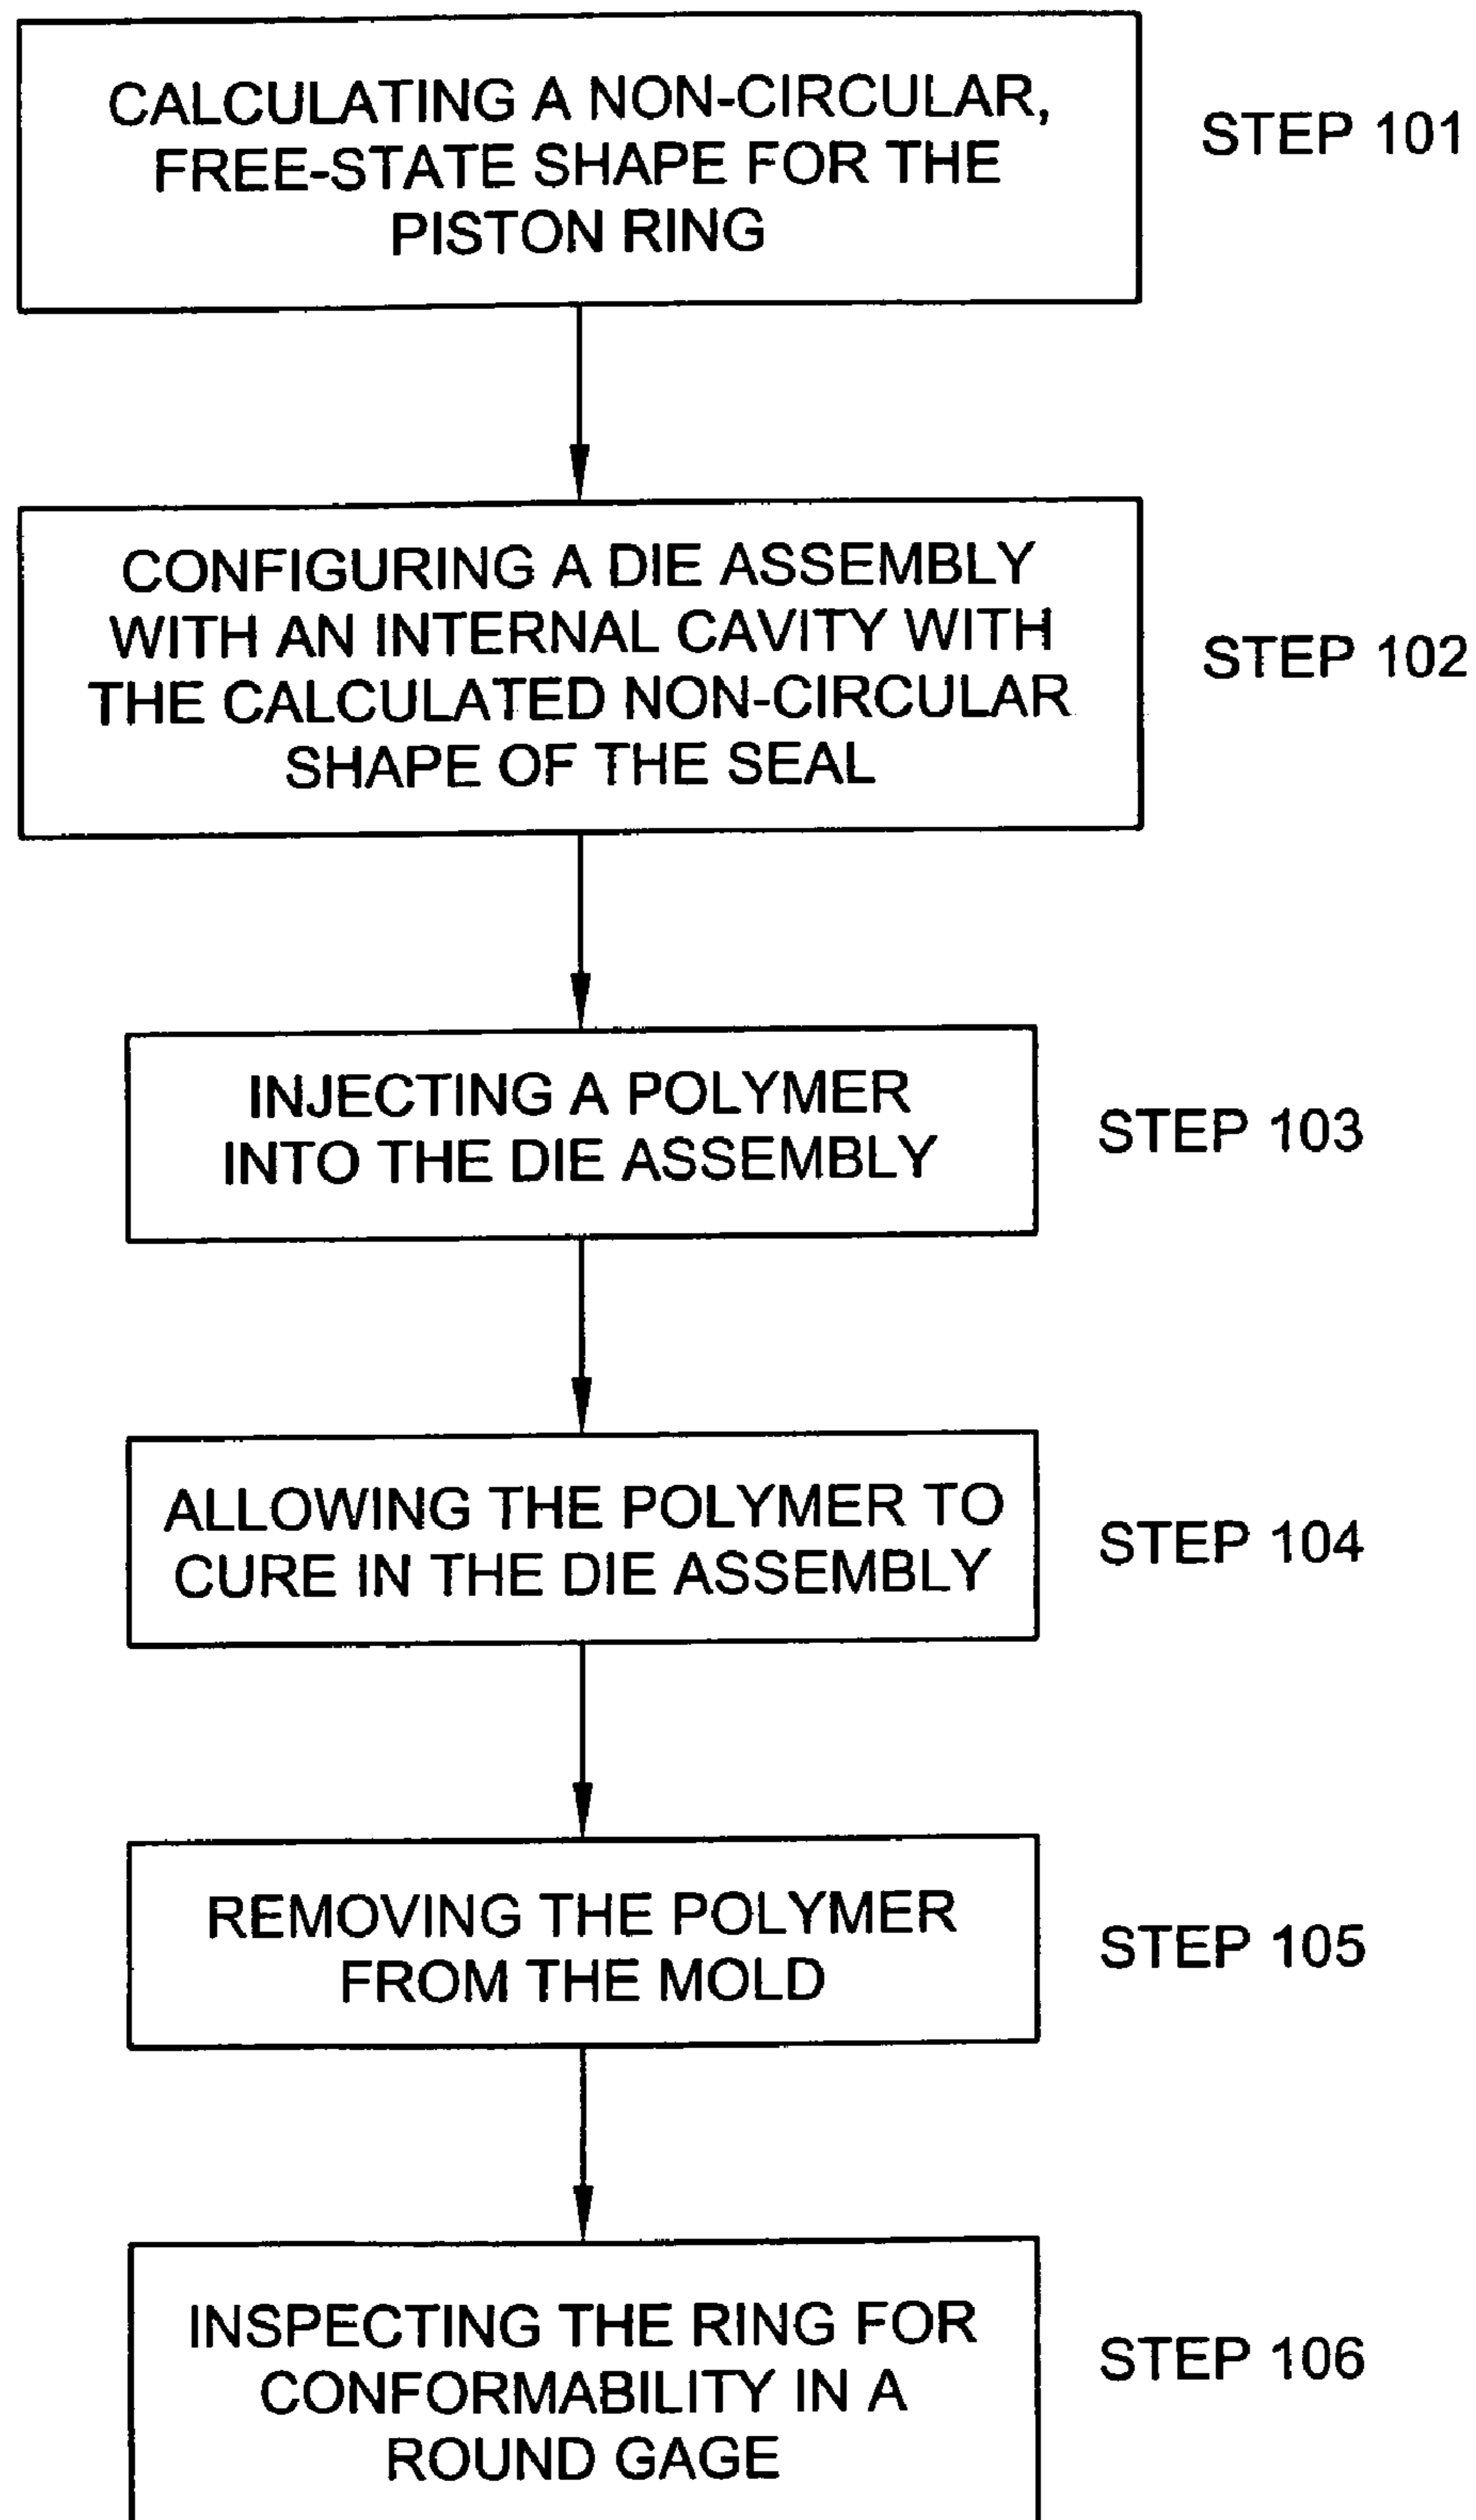 CALCULATING A NON-CIRCULAR,
FREE-STATE SHAPE FOR THE
PISTON RING
STEP 101
CONFIGURING A DIE ASSEMBLY
WITH AN INTERNAL CAVITY WITH
THE CALCULATED NON-CIRCULAR
SHAPE OF THE SEAL
STEP 102
INJECTING A POLYMER
INTO THE DIE ASSEMBLY
STEP 103
ALLOWING THE POLYMER TO
CURE IN THE DIE ASSEMBLY
STEP 104
REMOVING THE POLYMER
FROM THE MOLD
STEP 105
INSPECTING THE RING FOR
CONFORMABILITY IN A
ROUND GAGE
STEP 106